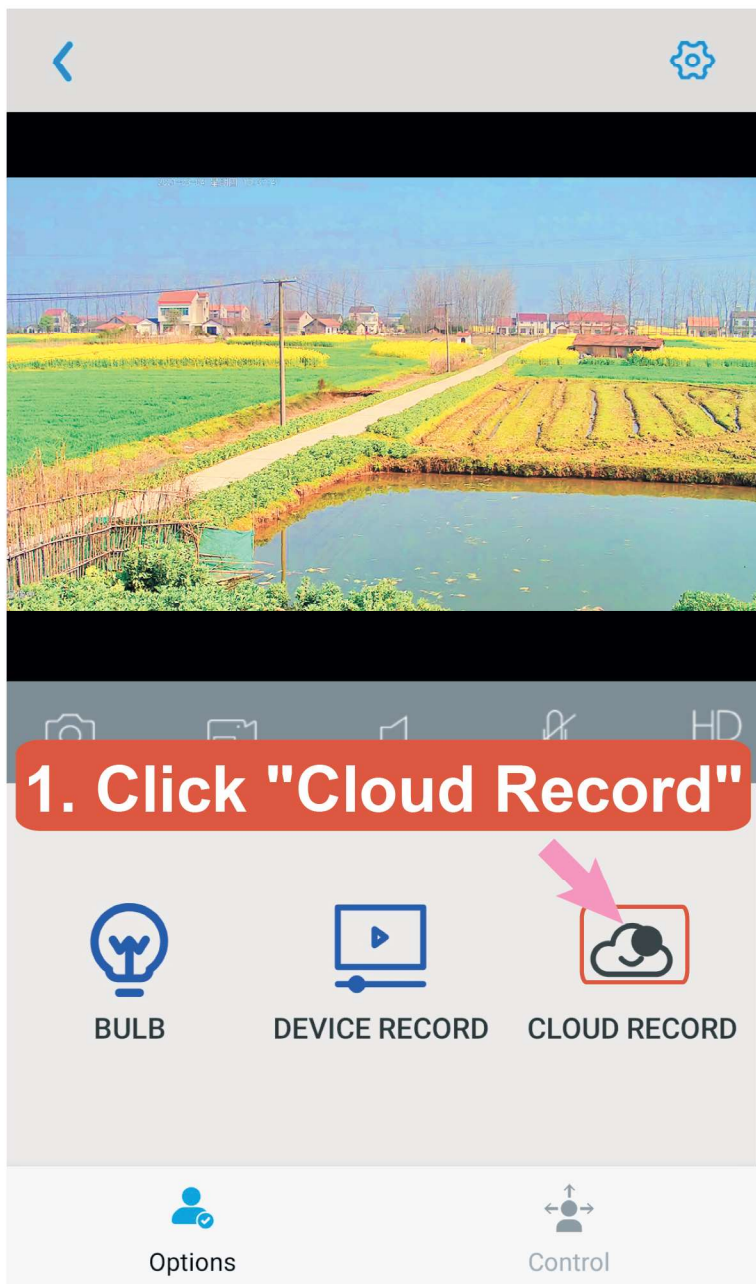 HD
1. Click "Cloud Record"
BULB
DEVICE RECORD
CLOUD RECORD
Options
Control